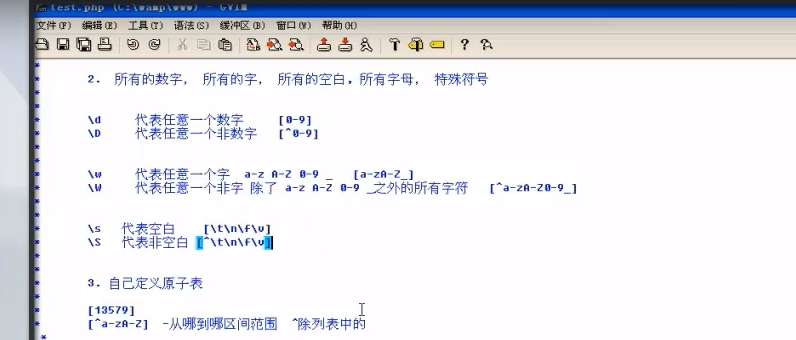 test.php (C:\wamp\www) - GVIM
文件(F) 编辑(E) 工具(T) 语法(S) 缓冲区(B) 窗口(W) 帮助(H)
*
* 2. 所有的数字, 所有的字, 所有的空白. 所有字母, 特殊符号
*
*
* \d 代表任意一个数字 [0-9]
* \D 代表任意一个非数字 [^0-9]
*
*
* \w 代表任意一个字 a-z A-Z 0-9 _ [a-zA-Z_]
* \W 代表任意一个非字 除了 a-z A-Z 0-9 _之外的所有字符 [^a-zA-Z0-9_]
*
*
* \s 代表空白 [\t\n\f\v]
* \S 代表非空白 [^\t\n\f\v]
*
*
* 3. 自己定义原子表
*
* [13579]
* [^a-zA-Z] -从哪到哪区间范围 ^除列表中的
*